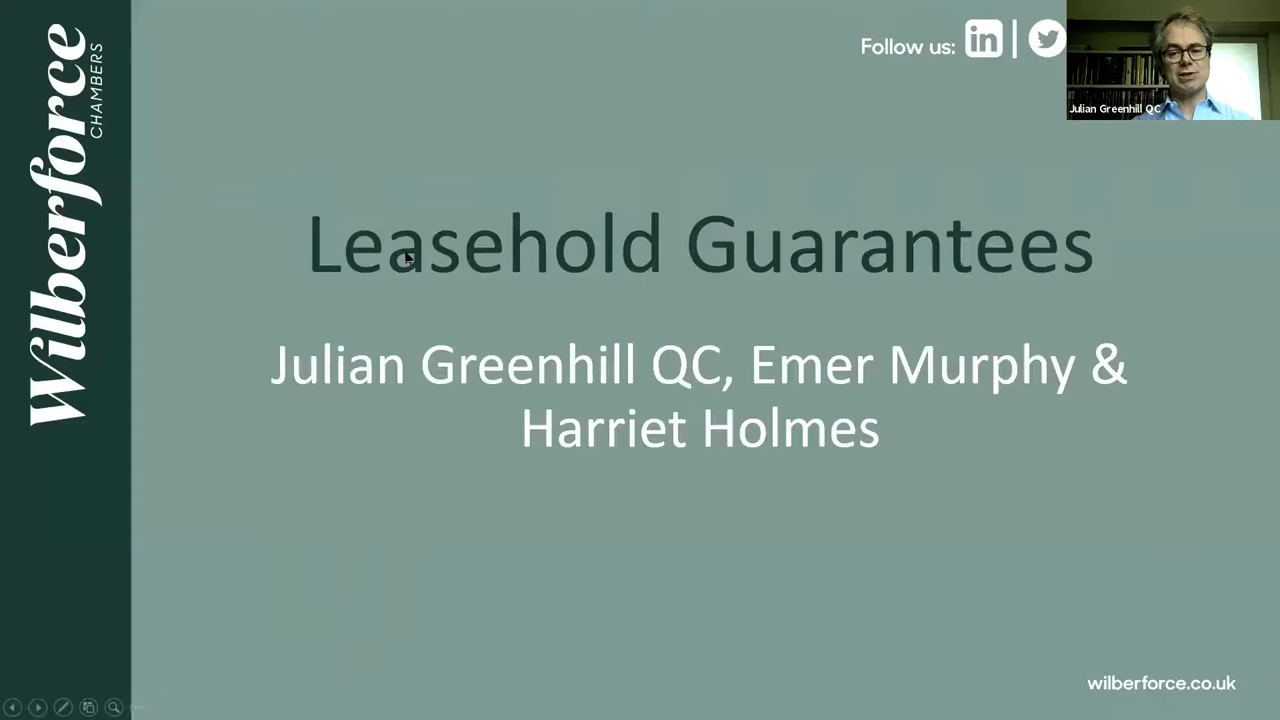 Wilberforce
CHAMBERS
Follow us:
in
Julian Greenhill QC
Leasehold Guarantees
Julian Greenhill QC, Emer Murphy &
Harriet Holmes
wilberforce.co.uk